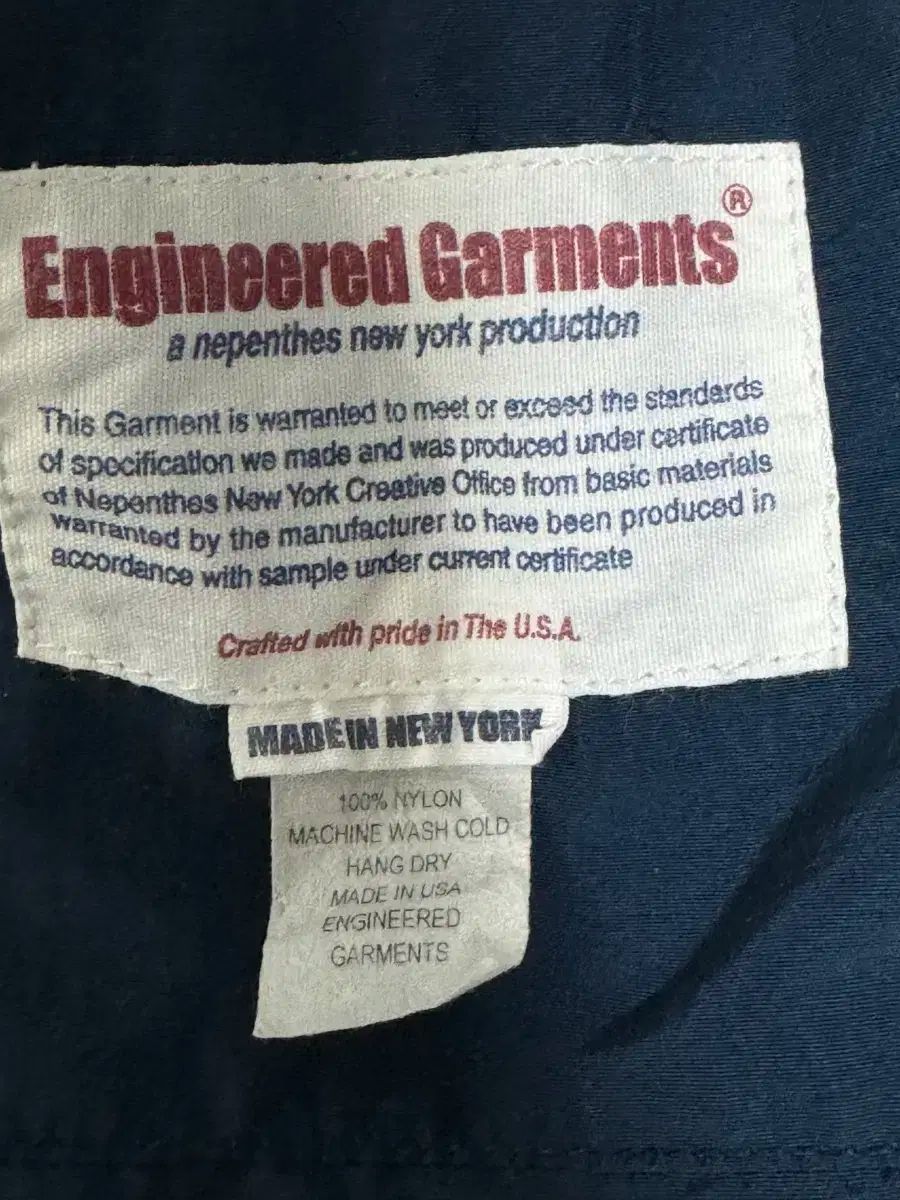 Engineered Garments®
a nepenthes new york production
This Garment is warranted to meet or exceed the standards
of specification we made and was produced under certificate
of Nepenthes New York Creative Office from basic materials
warranted by the manufacturer to have been produced in
accordance with sample under current certificate
Crafted with pride in The U.S.A.
MADE IN NEW YORK
100% NYLON
MACHINE WASH COLD
HANG DRY
MADE IN USA
ENGINEERED
GARMENTS